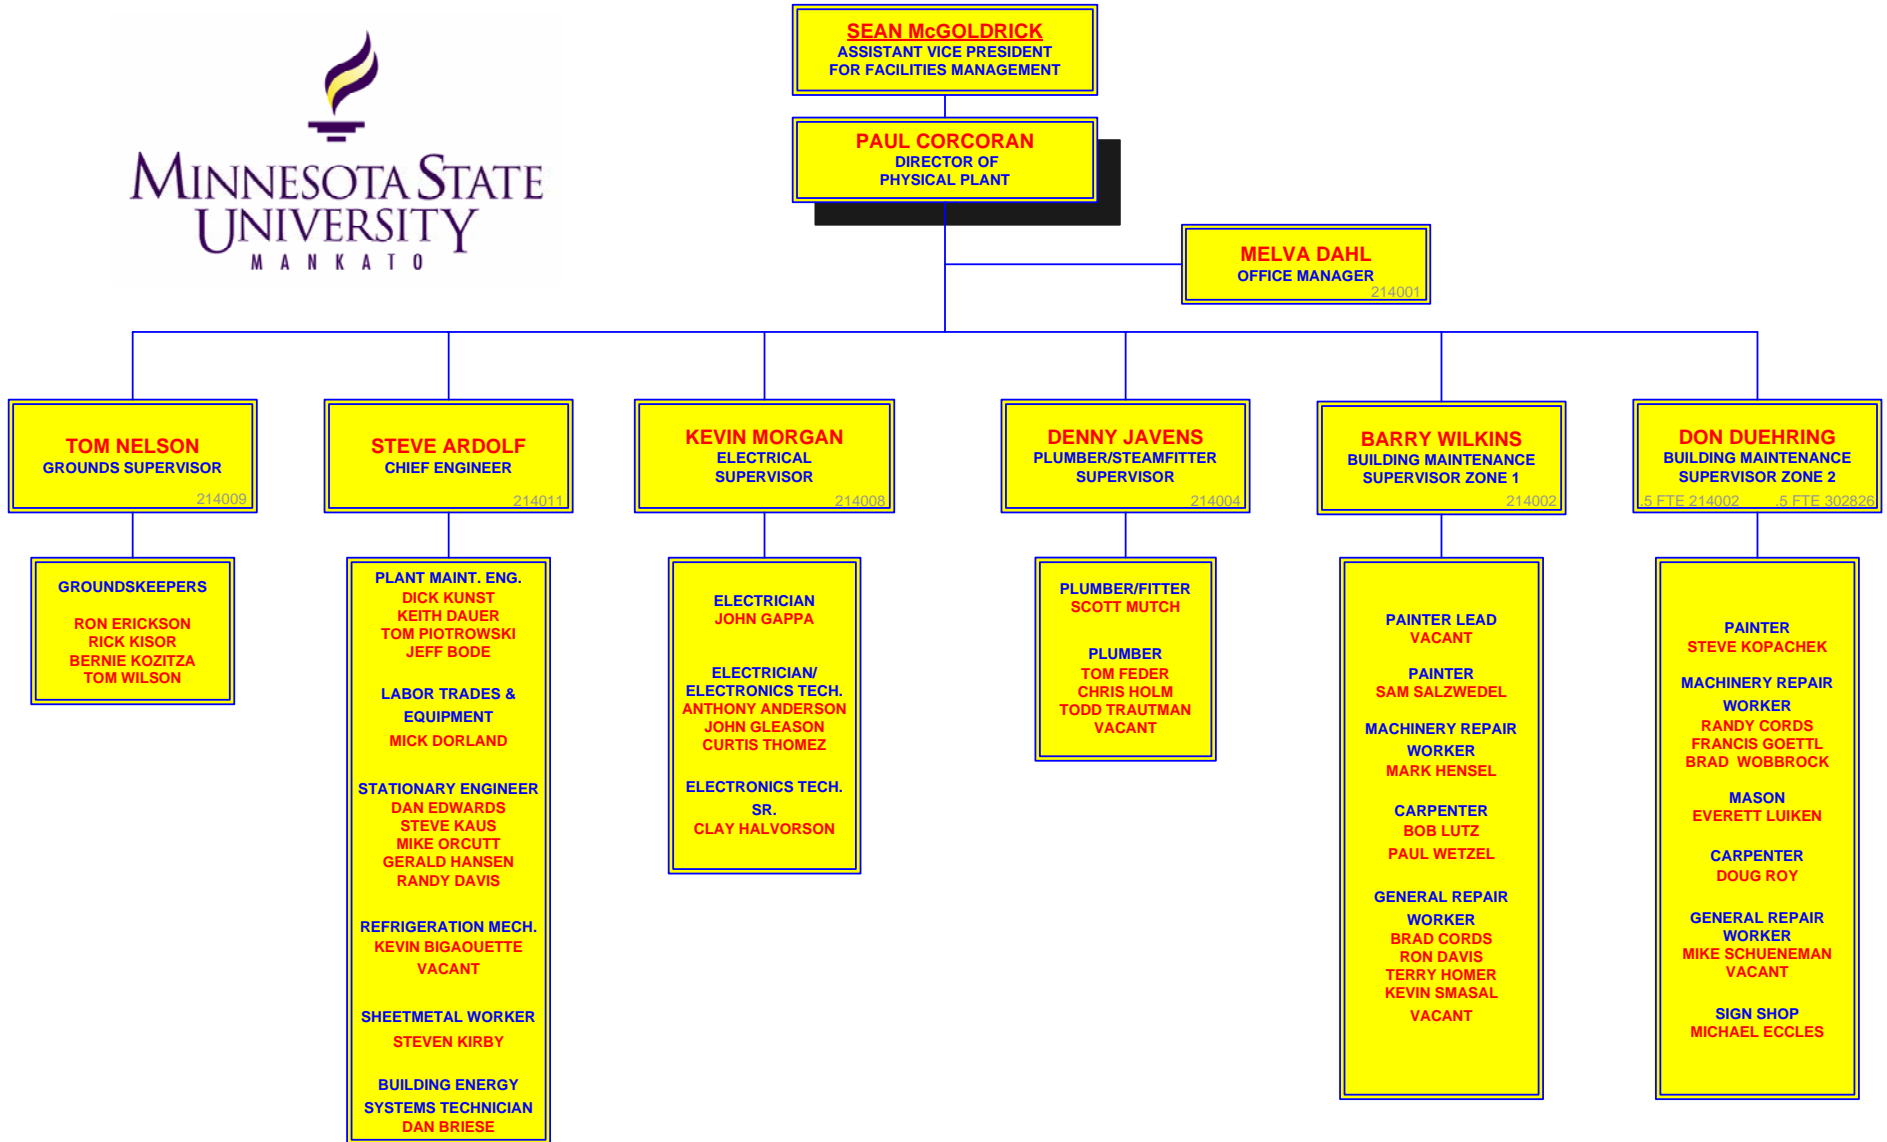 SEAN McGOLDRICK
ASSISTANT VICE PRESIDENT
FOR FACILITIES MANAGEMENT
MINNESOTA STATE
UNIVERSITY
MANKATO
PAUL CORCORAN
DIRECTOR OF
PHYSICAL PLANT
MELVA DAHL
OFFICE MANAGER
214001
TOM NELSON
GROUNDS SUPERVISOR
214009
STEVE ARDOLF
CHIEF ENGINEER
214011
KEVIN MORGAN
ELECTRICAL
SUPERVISOR
214008
DENNY JAVENS
PLUMBER/STEAMFITTER
SUPERVISOR
214004
BARRY WILKINS
BUILDING MAINTENANCE
SUPERVISOR ZONE 1
214002
DON DUEHRING
BUILDING MAINTENANCE
SUPERVISOR ZONE 2
.5 FTE 214002 .5 FTE 302826
GROUNDSKEEPERS
RON ERICKSON
RICK KISOR
BERNIE KOZITZA
TOM WILSON
PLANT MAINT. ENG.
DICK KUNST
KEITH DAUER
TOM PIOTROWSKI
JEFF BODE
LABOR TRADES &
EQUIPMENT
MICK DORLAND
STATIONARY ENGINEER
DAN EDWARDS
STEVE KAUS
MIKE ORCUTT
GERALD HANSEN
RANDY DAVIS
REFRIGERATION MECH.
KEVIN BIGAOUETTE
VACANT
SHEETMETAL WORKER
STEVEN KIRBY
BUILDING ENERGY
SYSTEMS TECHNICIAN
DAN BRIESE
ELECTRICIAN
JOHN GAPPA
ELECTRICIAN/
ELECTRONICS TECH.
ANTHONY ANDERSON
JOHN GLEASON
CURTIS THOMEZ
ELECTRONICS TECH.
SR.
CLAY HALVORSON
PLUMBER/FITTER
SCOTT MUTCH
PLUMBER
TOM FEDER
CHRIS HOLM
TODD TRAUTMAN
VACANT
PAINTER LEAD
VACANT
PAINTER
SAM SALZWEDEL
MACHINERY REPAIR
WORKER
MARK HENSEL
CARPENTER
BOB LUTZ
PAUL WETZEL
GENERAL REPAIR
WORKER
BRAD CORDS
RON DAVIS
TERRY HOMER
KEVIN SMASAL
VACANT
PAINTER
STEVE KOPACHEK
MACHINERY REPAIR
WORKER
RANDY CORDS
FRANCIS GOETTL
BRAD WOBBROCK
MASON
EVERETT LUIKEN
CARPENTER
DOUG ROY
GENERAL REPAIR
WORKER
MIKE SCHUENEMAN
VACANT
SIGN SHOP
MICHAEL ECCLES